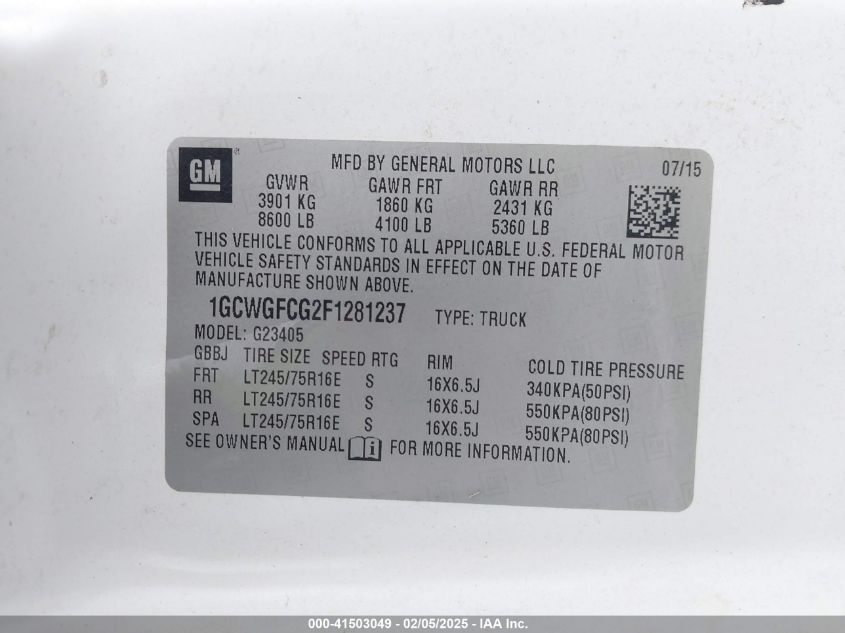 GM
MFD BY GENERAL MOTORS LLC 07/15
GVWR GAWR FRT GAWR RR
3901 KG 1860 KG 2431 KG
8600 LB 4100 LB 5360 LB
THIS VEHICLE CONFORMS TO ALL APPLICABLE U.S. FEDERAL MOTOR
VEHICLE SAFETY STANDARDS IN EFFECT ON THE DATE OF
MANUFACTURE SHOWN ABOVE.
1GCWGFCG2F1281237 TYPE: TRUCK
MODEL: G23405
GBBJ TIRE SIZE SPEED RTG RIM COLD TIRE PRESSURE
FRT LT245/75R16E S 16X6.5J 340KPA(50PSI)
RR LT245/75R16E S 16X6.5J 550KPA(80PSI)
SPA LT245/75R16E S 16X6.5J 550KPA(80PSI)
SEE OWNER'S MANUAL i FOR MORE INFORMATION.
000-41503049 — 02/05/2025 — IAA Inc.